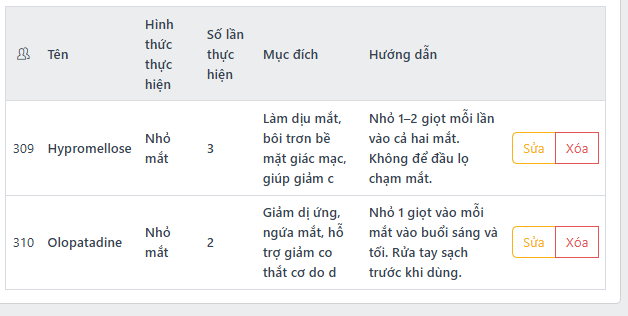 Tên
Hình
thức
thực
hiện
Số lần
thực
hiện
Mục đích
Hướng dẫn
309
Hypromellose
Nhỏ
mắt
3
Làm dịu mắt,
bôi trơn bề
mặt giác mạc,
giúp giảm c
Nhỏ 1–2 giọt mỗi lần
vào cả hai mắt.
Không để đầu lọ
chạm mắt.
Sửa
Xóa
310
Olopatadine
Nhỏ
mắt
2
Giảm dị ứng,
ngứa mắt, hỗ
trợ giảm co
thắt cơ do d
Nhỏ 1 giọt vào mỗi
mắt vào buổi sáng và
tối. Rửa tay sạch
trước khi dùng.
Sửa
Xóa